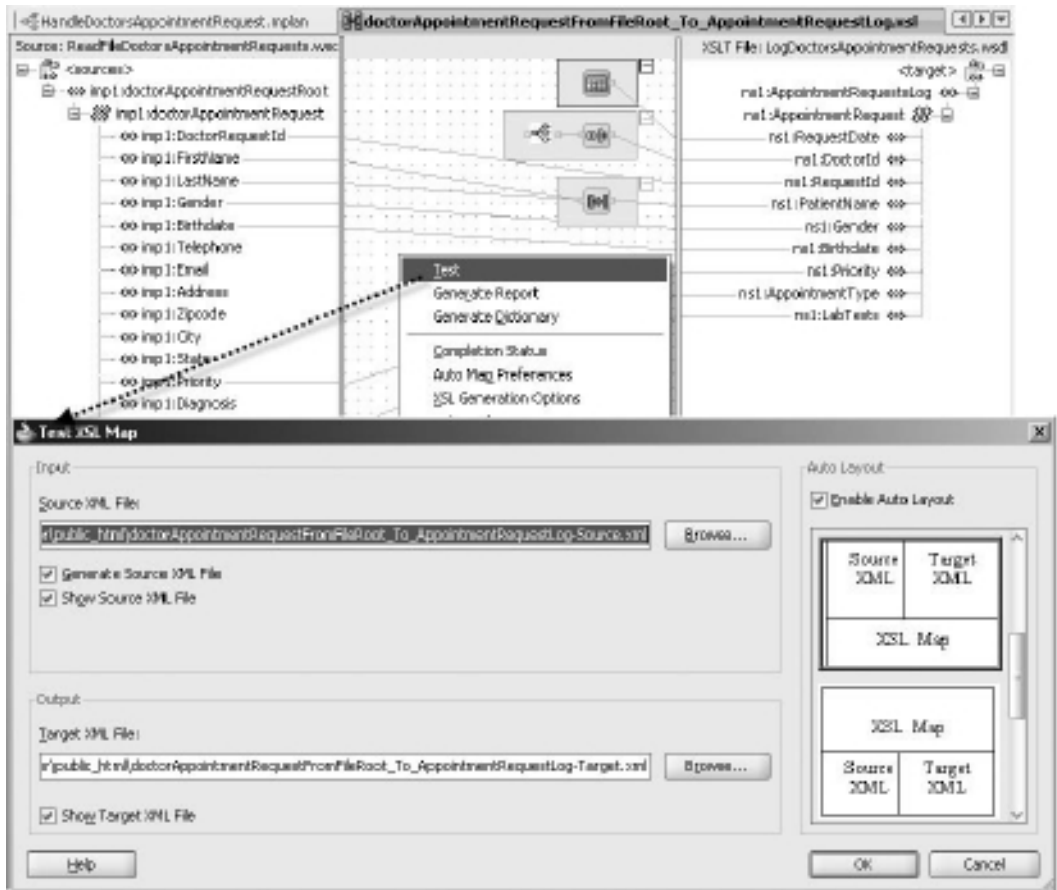 HandleDoctorsAppointmentRequest.mplan
doctorAppointmentRequestFromFileRoot_To_AppointmentRequestLog.xsl
Source: ReadFileDoctorsAppointmentRequests.wsd
XSLT File: LogDoctorsAppointmentRequests.wsdl
<sources>
imp1:doctorAppointmentRequestRoot
imp1:doctorAppointmentRequest
imp1:DoctorRequestId
imp1:FirstName
imp1:LastName
imp1:Gender
imp1:Birthdate
imp1:Telephone
imp1:Email
imp1:Address
imp1:Zipcode
imp1:City
imp1:State
imp1:Priority
imp1:Diagnosis
<target>
ns1:AppointmentRequestsLog
ns1:AppointmentRequest
ns1:RequestDate
ns1:DoctorId
ns1:RequestId
ns1:PatientName
ns1:Gender
ns1:Birthdate
ns1:Priority
ns1:AppointmentType
ns1:LabTests
Test
Generate Report
Generate Dictionary
Completion Status
Auto Map Preferences
XSL Generation Options
Test XSL Map
Input
Source XML File:
r\public_html\doctorAppointmentRequestFromFileRoot_To_AppointmentRequestLog-Source.xml
Browse...
Generate Source XML File
Show Source XML File
Output
Target XML File:
r\public_html\doctorAppointmentRequestFromFileRoot_To_AppointmentRequestLog-Target.xml
Browse...
Show Target XML File
Auto Layout
Enable Auto Layout
Source XML
Target XML
XSL Map
XSL Map
Source XML
Target XML
Help
OK
Cancel